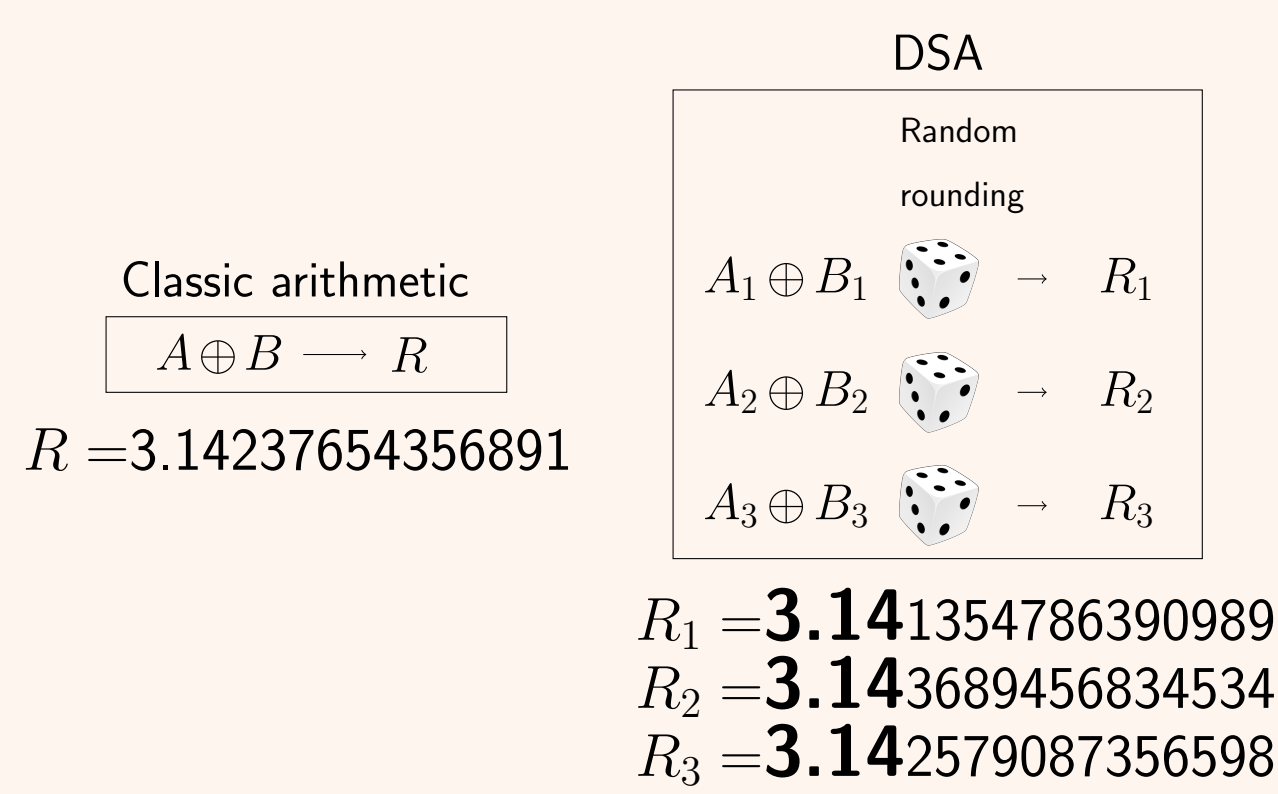 Classic arithmetic
A ⊕ B ⟶ R
R =3.14237654356891
DSA
Random
rounding
A₁ ⊕ B₁ → R₁
A₂ ⊕ B₂ → R₂
A₃ ⊕ B₃ → R₃
R₁ =3.141354786390989
R₂ =3.143689456834534
R₃ =3.142579087356598